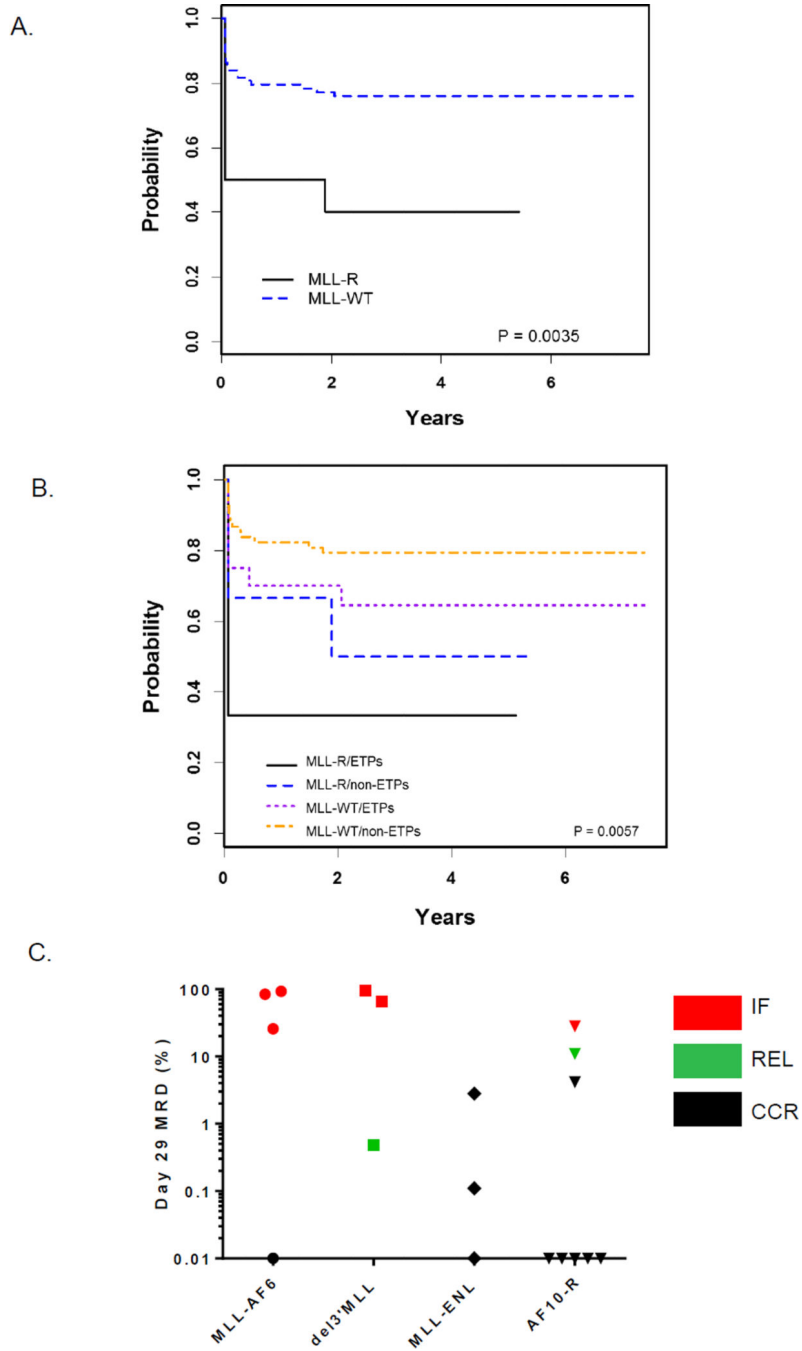 A.
1.0
0.8
0.6
0.4
0.2
0.0
Probability
MLL-R
MLL-WT
P = 0.0035
0 2 4 6
Years
B.
1.0
0.8
0.6
0.4
0.2
0.0
Probability
MLL-R/ETPs
MLL-R/non-ETPs
MLL-WT/ETPs
MLL-WT/non-ETPs
P = 0.0057
0 2 4 6
Years
C.
100
10
1
0.1
0.01
Day 29 MRD (%)
MLL-AF6
del3'MLL
MLL-ENL
AF10-R
IF
REL
CCR